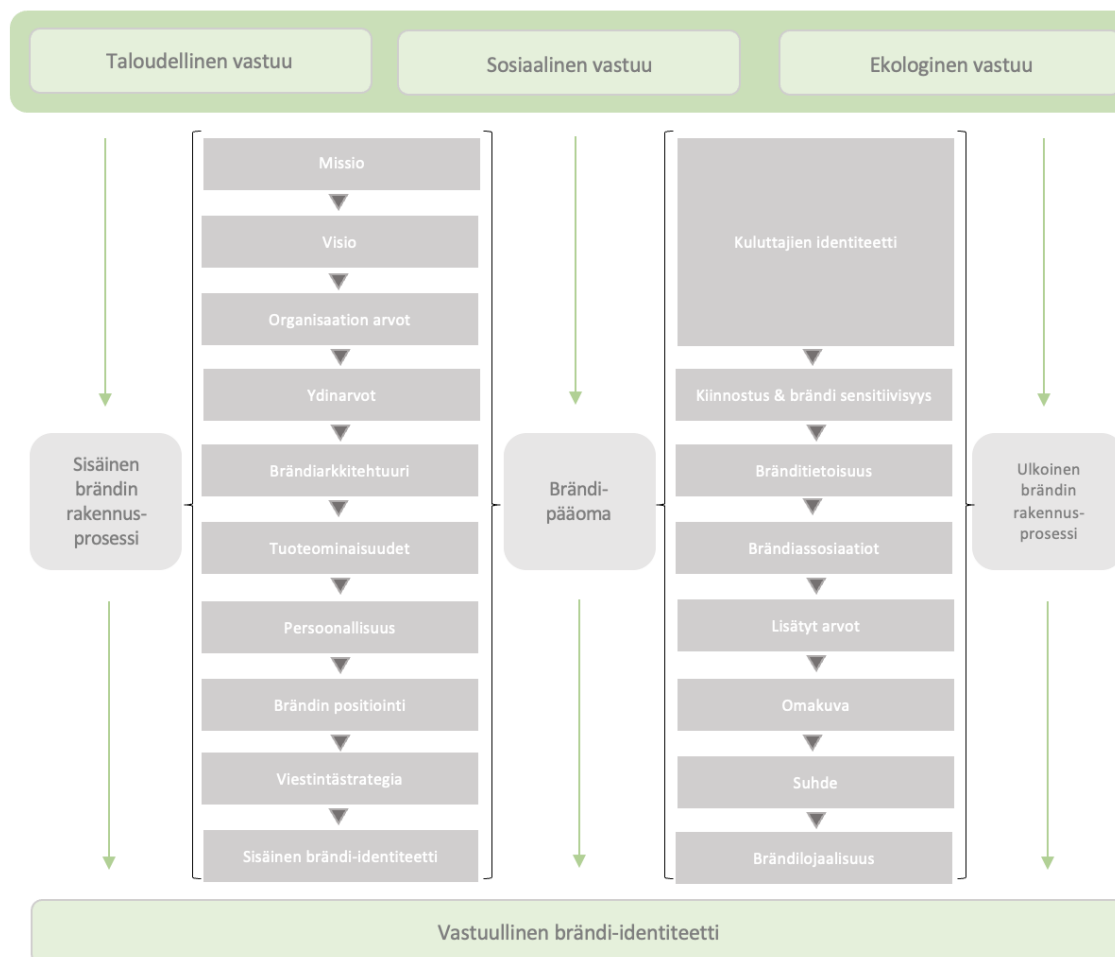 Taloudellinen vastuu
Sosiaalinen vastuu
Ekologinen vastuu
Missio
Visio
Organisaation arvot
Ydinarvot
Brändiarkkitehtuuri
Tuoteominaisuudet
Persoonallisuus
Brändin positiointi
Viestintästrategia
Sisäinen brändi-identiteetti
Kuluttajien identiteetti
Kiinnostus & brändi sensitiivisyys
Bränditietoisuus
Brändiassosiaatiot
Lisätyt arvot
Omakuva
Suhde
Brändilojaalisuus
Sisäinen
brändin
rakennus-
prosessi
Brändi-
pääoma
Ulkoinen
brändin
rakennus-
prosessi
Vastuullinen brändi-identiteetti